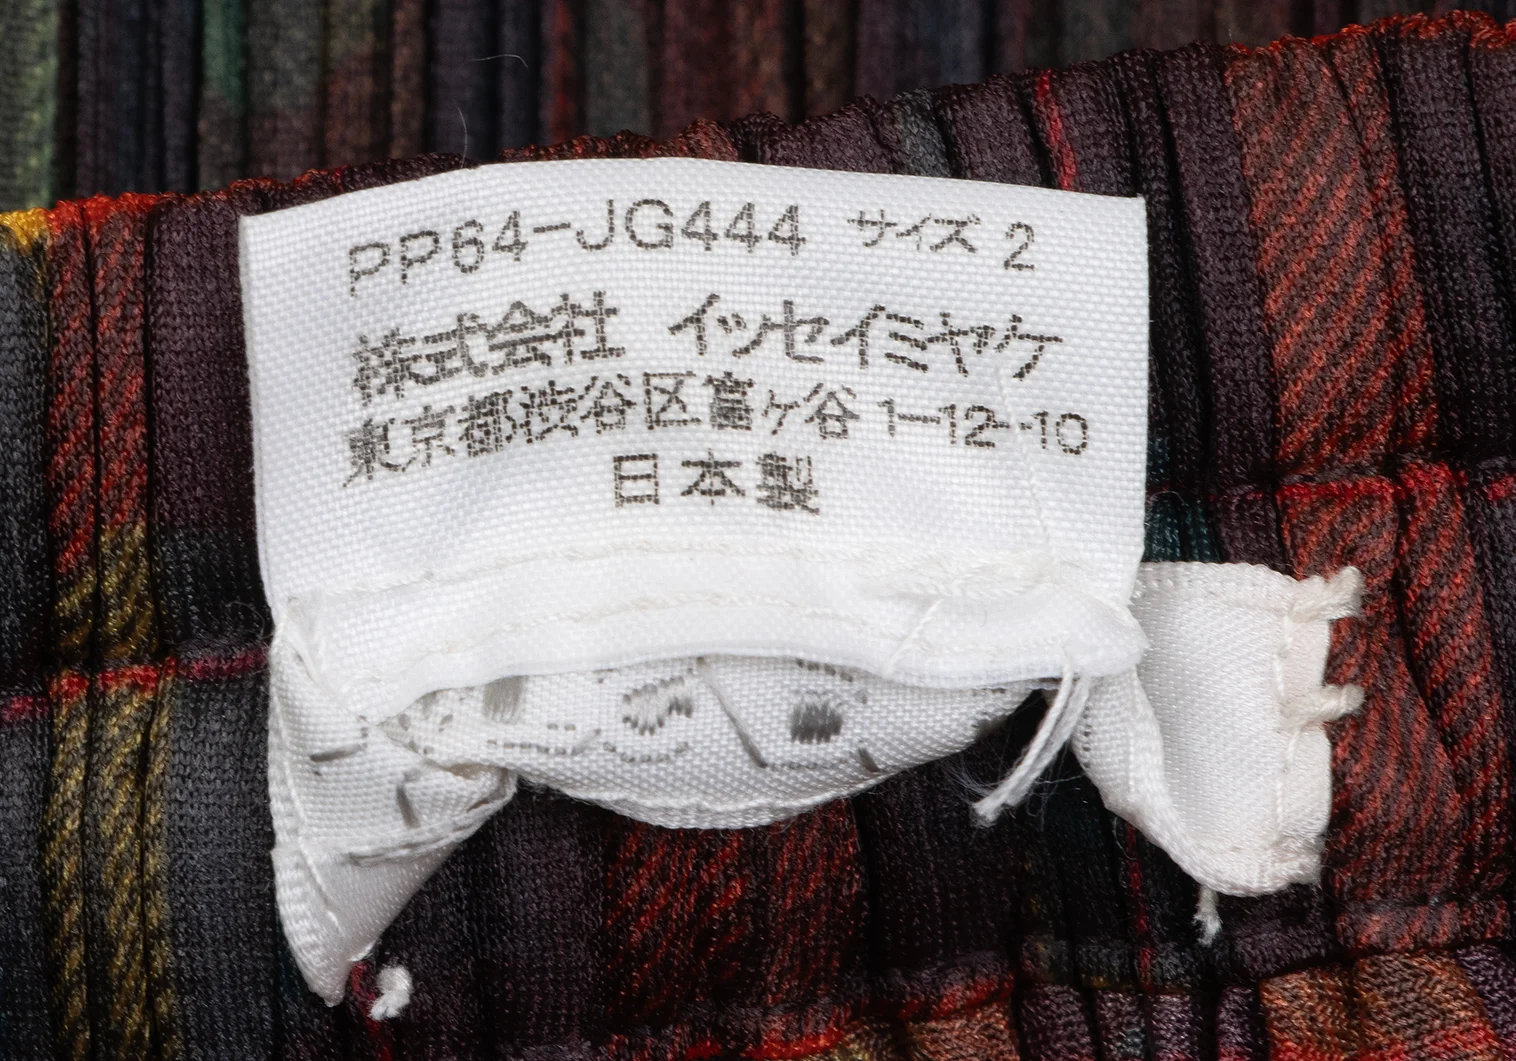 PP64-JG444 サイズ 2
株式会社 イッセイミヤケ
東京都渋谷区富ヶ谷 1-12-10
日本製